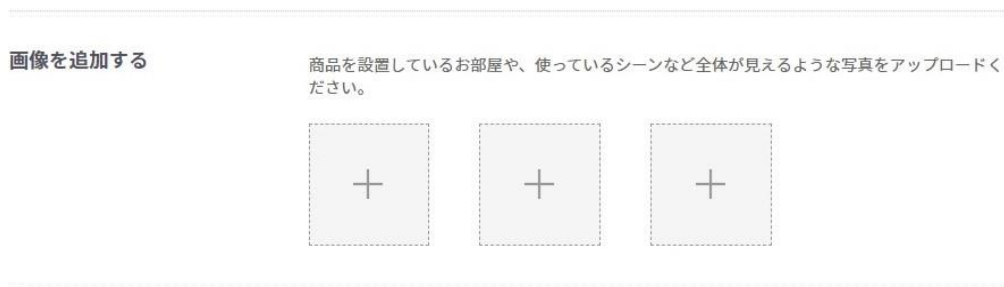 画像を追加する
商品を設置しているお部屋や、使っているシーンなど全体が見えるような写真をアップロードく
ださい。